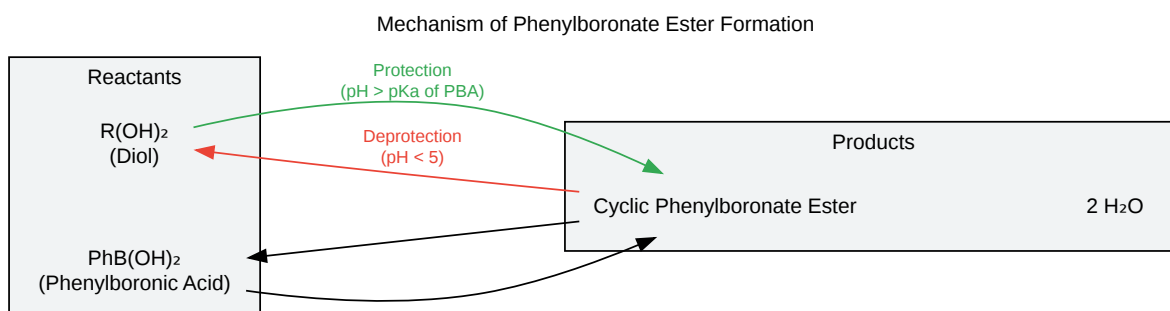 Mechanism of Phenylboronate Ester Formation
Reactants
Protection
(pH > pKa of PBA)
R(OH)₂
(Diol)
Deprotection
(pH < 5)
Products
Cyclic Phenylboronate Ester
2 H₂O
PhB(OH)₂
(Phenylboronic Acid)